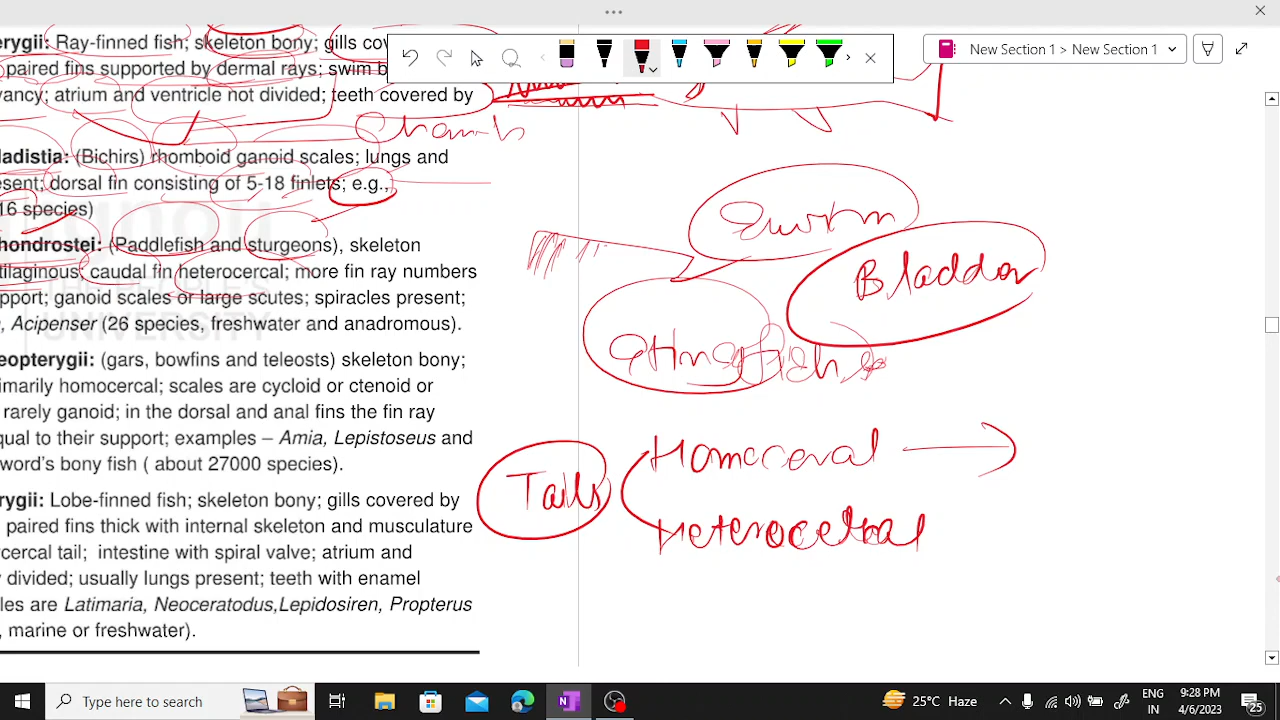 erygii: Ray-finned fish; skeleton bony; gills cov
paired fins supported by dermal rays; swim b
vancy; atrium and ventricle not divided; teeth covered by
ladistia: (Bichirs) rhomboid ganoid scales; lungs and
esent; dorsal fin consisting of 5-18 finlets; e.g.,
16 species)
hondrostei: (Paddlefish and sturgeons), skeleton
tilaginous; caudal fin heterocercal; more fin ray numbers
pport; ganoid scales or large scutes; spiracles present;
, Acipenser (26 species, freshwater and anadromous).
THE PEOPLE'S
UNIVERSITY
eopterygii: (gars, bowfins and teleosts) skeleton bony;
imarily homocercal; scales are cycloid or ctenoid or
rarely ganoid; in the dorsal and anal fins the fin ray
qual to their support; examples – Amia, Lepistoseus and
word's bony fish ( about 27000 species).
rygii: Lobe-finned fish; skeleton bony; gills covered by
paired fins thick with internal skeleton and musculature
rcercal tail; intestine with spiral valve; atrium and
divided; usually lungs present; teeth with enamel
les are Latimaria, Neoceratodus,Lepidosiren, Propterus
, marine or freshwater).
New Section 1 > New Section 1
Bladder
Tails
Type here to search
25°C Haze
ENG
IN
9:28 PM
4/6/2023
25